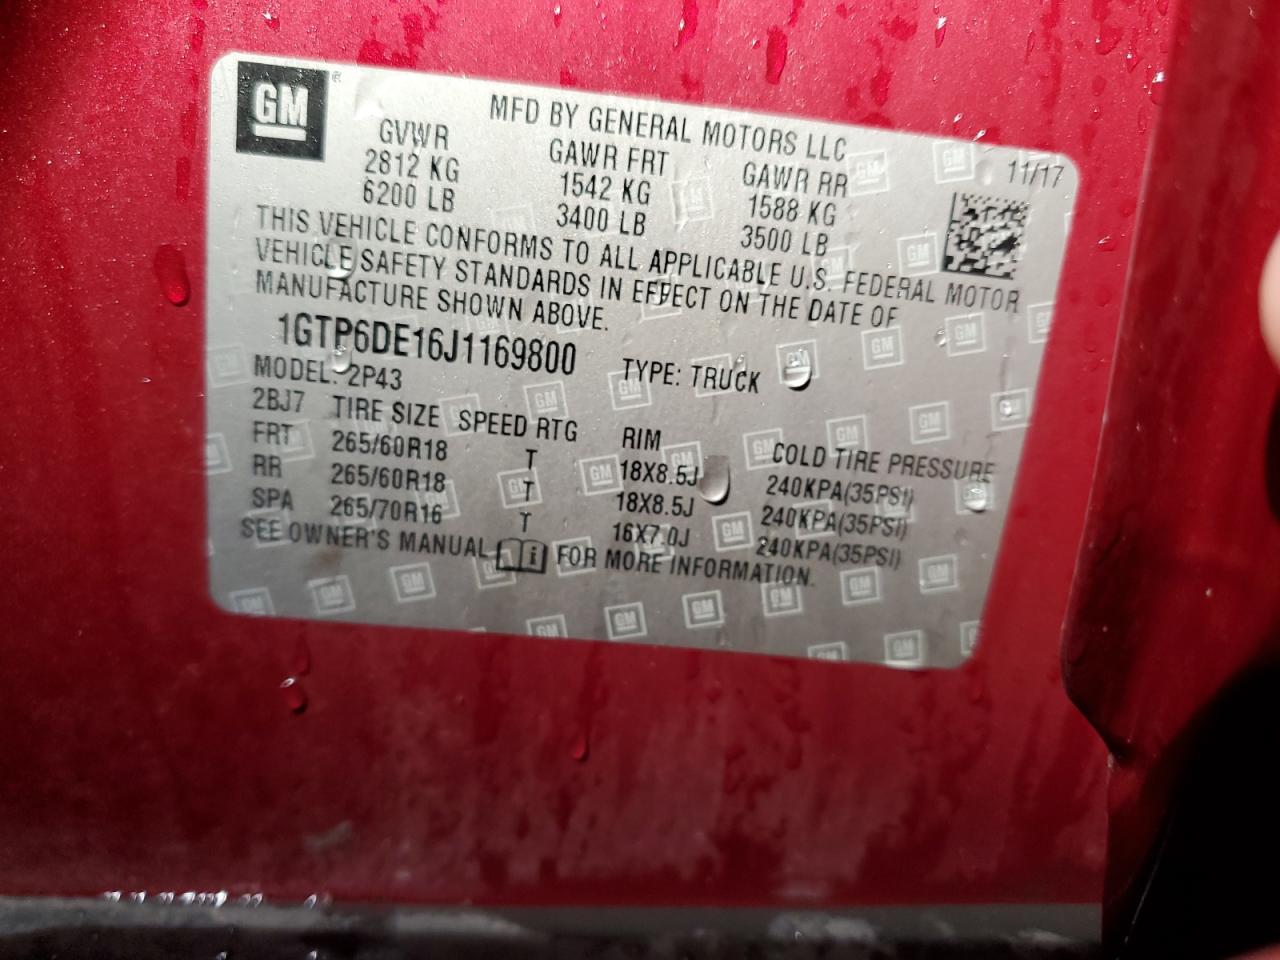 GM
MFD BY GENERAL MOTORS LLC
11/17
GVWR GAWR FRT GAWR RR
2812 KG 1542 KG 1588 KG
6200 LB 3400 LB 3500 LB
THIS VEHICLE CONFORMS TO ALL APPLICABLE U.S. FEDERAL MOTOR
VEHICLE SAFETY STANDARDS IN EFFECT ON THE DATE OF
MANUFACTURE SHOWN ABOVE.
1GTP6DE16J1169800 TYPE: TRUCK
MODEL: 2P43
2BJ7 TIRE SIZE SPEED RTG RIM COLD TIRE PRESSURE
FRT 265/60R18 T 18X8.5J 240KPA(35PSI)
RR 265/60R18 T 18X8.5J 240KPA(35PSI)
SPA 265/70R16 T 16X7.0J 240KPA(35PSI)
SEE OWNER'S MANUAL i FOR MORE INFORMATION.